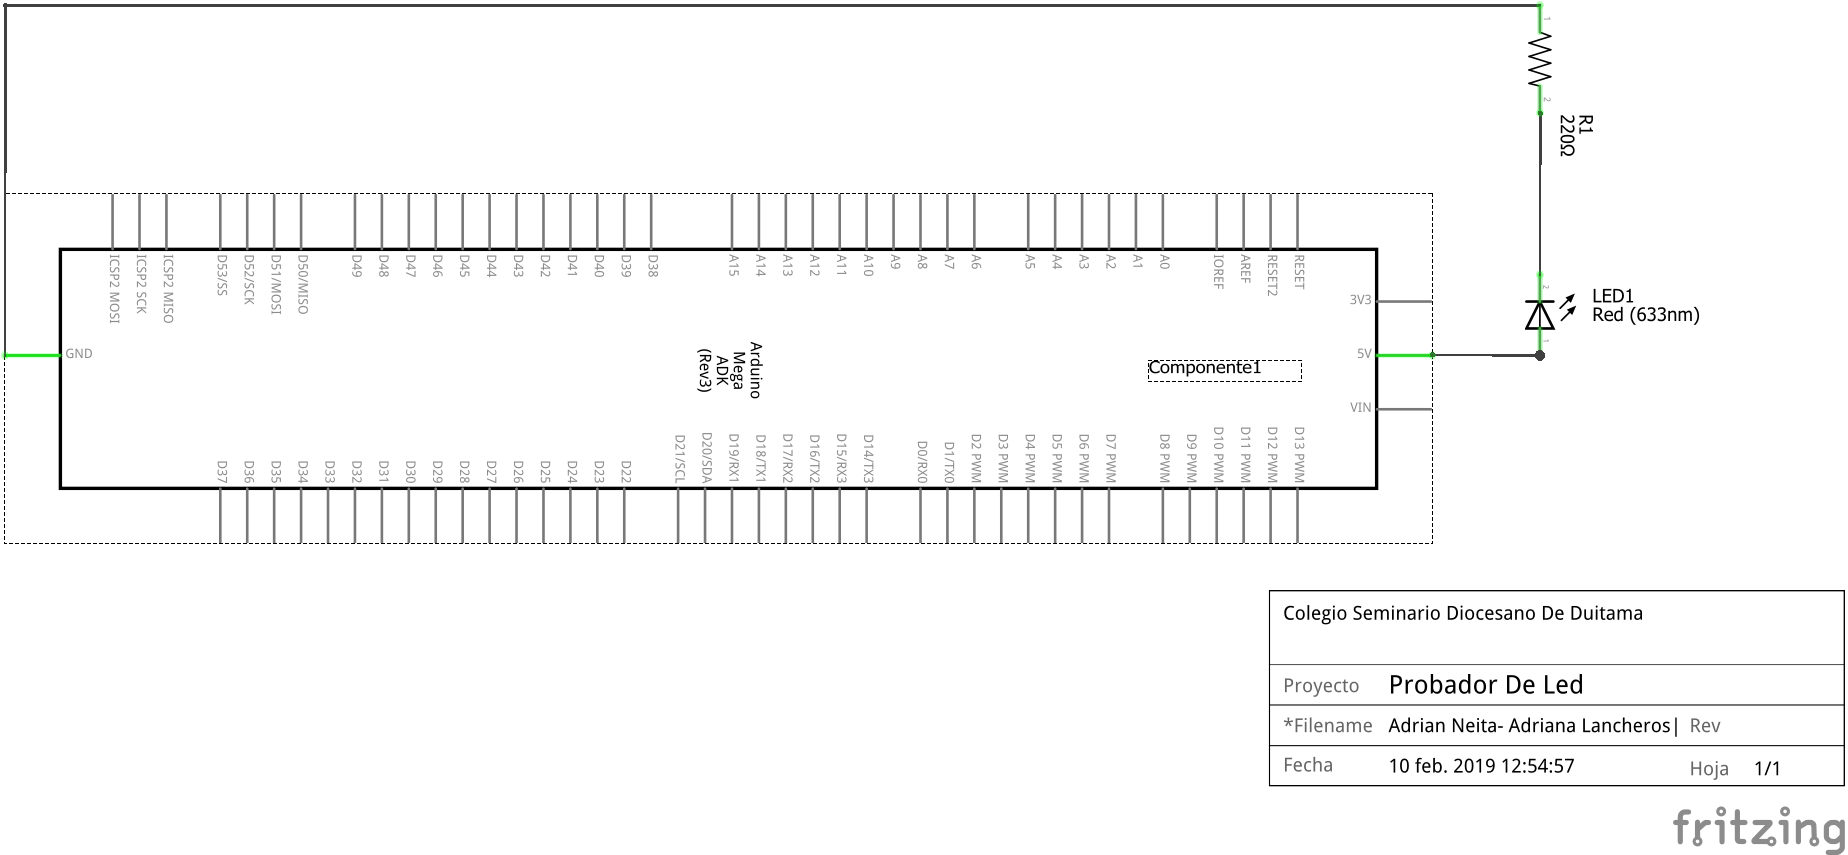 1
2
R1
220Ω
ICSP2 MOSI
ICSP2 SCK
ICSP2 MISO
D53/SS
D52/SCK
D51/MOSI
D50/MISO
D49
D48
D47
D46
D45
D44
D43
D42
D41
D40
D39
D38
A15
A14
A13
A12
A11
A10
A9
A8
A7
A6
A5
A4
A3
A2
A1
A0
IOREF
AREF
RESET2
RESET
3V3
5V
VIN
GND
Arduino
Mega
ADK
(Rev3)
Componente1
2
1
LED1
Red (633nm)
D37
D36
D35
D34
D33
D32
D31
D30
D29
D28
D27
D26
D25
D24
D23
D22
D21/SCL
D20/SDA
D19/RX1
D18/TX1
D17/RX2
D16/TX2
D15/RX3
D14/TX3
D0/RX0
D1/TX0
D2 PWM
D3 PWM
D4 PWM
D5 PWM
D6 PWM
D7 PWM
D8 PWM
D9 PWM
D10 PWM
D11 PWM
D12 PWM
D13 PWM
Colegio Seminario Diocesano De Duitama
Proyecto Probador De Led
*Filename Adrian Neita- Adriana Lancheros| Rev
Fecha 10 feb. 2019 12:54:57 Hoja 1/1
fritzing